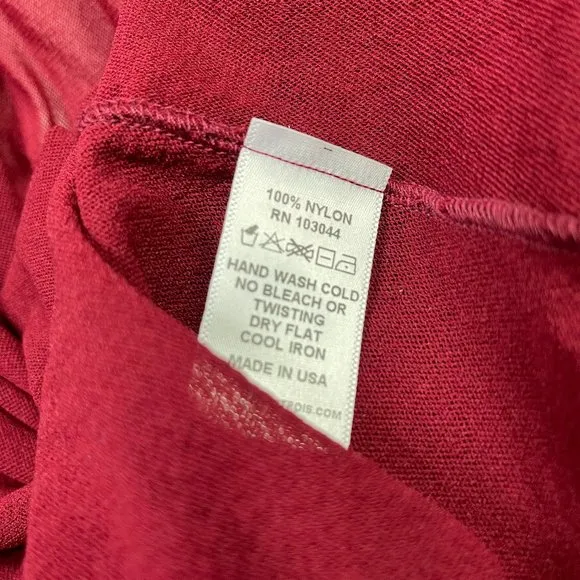 100% NYLON
RN 103044
HAND WASH COLD
NO BLEACH OR
TWISTING
DRY FLAT
COOL IRON
MADE IN USA